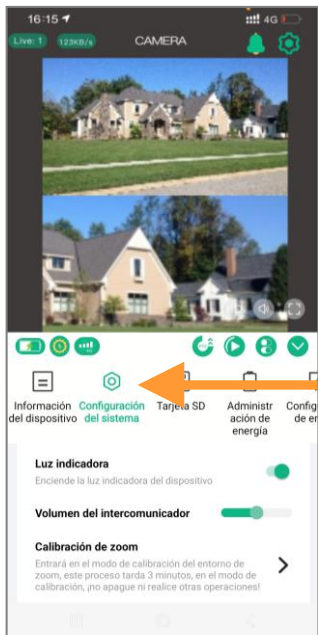 16:15
4G
Live: 1
123KB/s
CAMERA
Información Configuración Tarjeta SD Administr Config
del dispositivo del sistema ación de de en
energía
Luz indicadora
Enciende la luz indicadora del dispositivo
Volumen del intercomunicador
Calibración de zoom
Entrará en el modo de calibración del entorno de
zoom, este proceso tarda 3 minutos, en el modo de
calibración, ¡no apague ni realice otras operaciones!